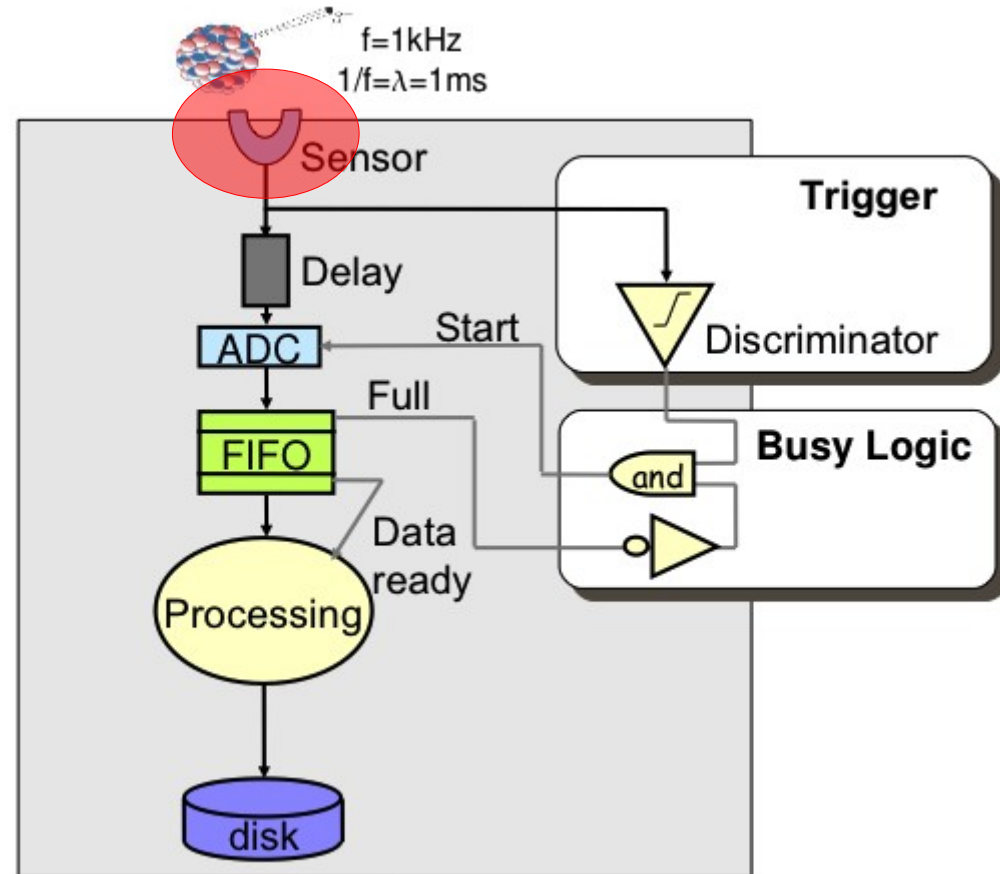 f=1kHz
1/f=λ=1ms
Sensor
Trigger
Delay
Discriminator
Start
ADC
Full
FIFO
Busy Logic
and
Data
ready
Processing
disk